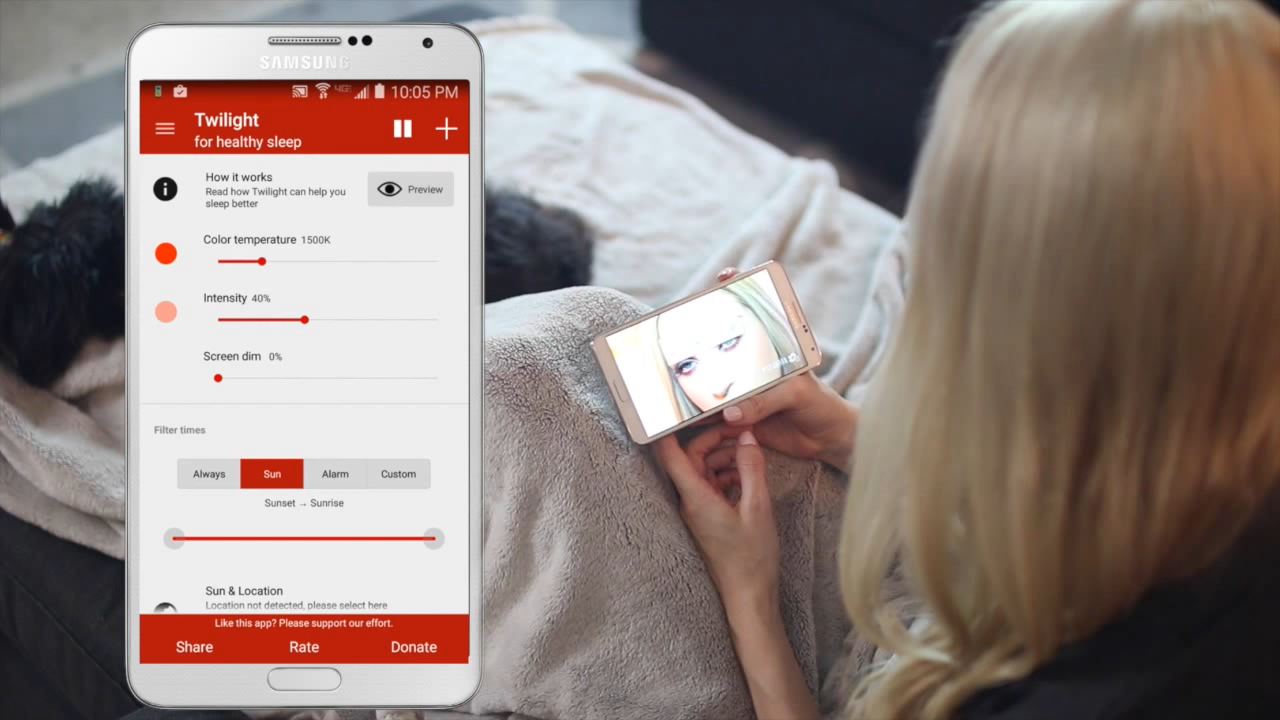 SAMSUNG
4G
10:05 PM
Twilight
for healthy sleep
How it works
Read how Twilight can help you
sleep better
Preview
Color temperature 1500K
Intensity 40%
Screen dim 0%
Filter times
Always Sun Alarm Custom
Sunset → Sunrise
Sun & Location
Location not detected, please select here
Like this app? Please support our effort.
Share Rate Donate